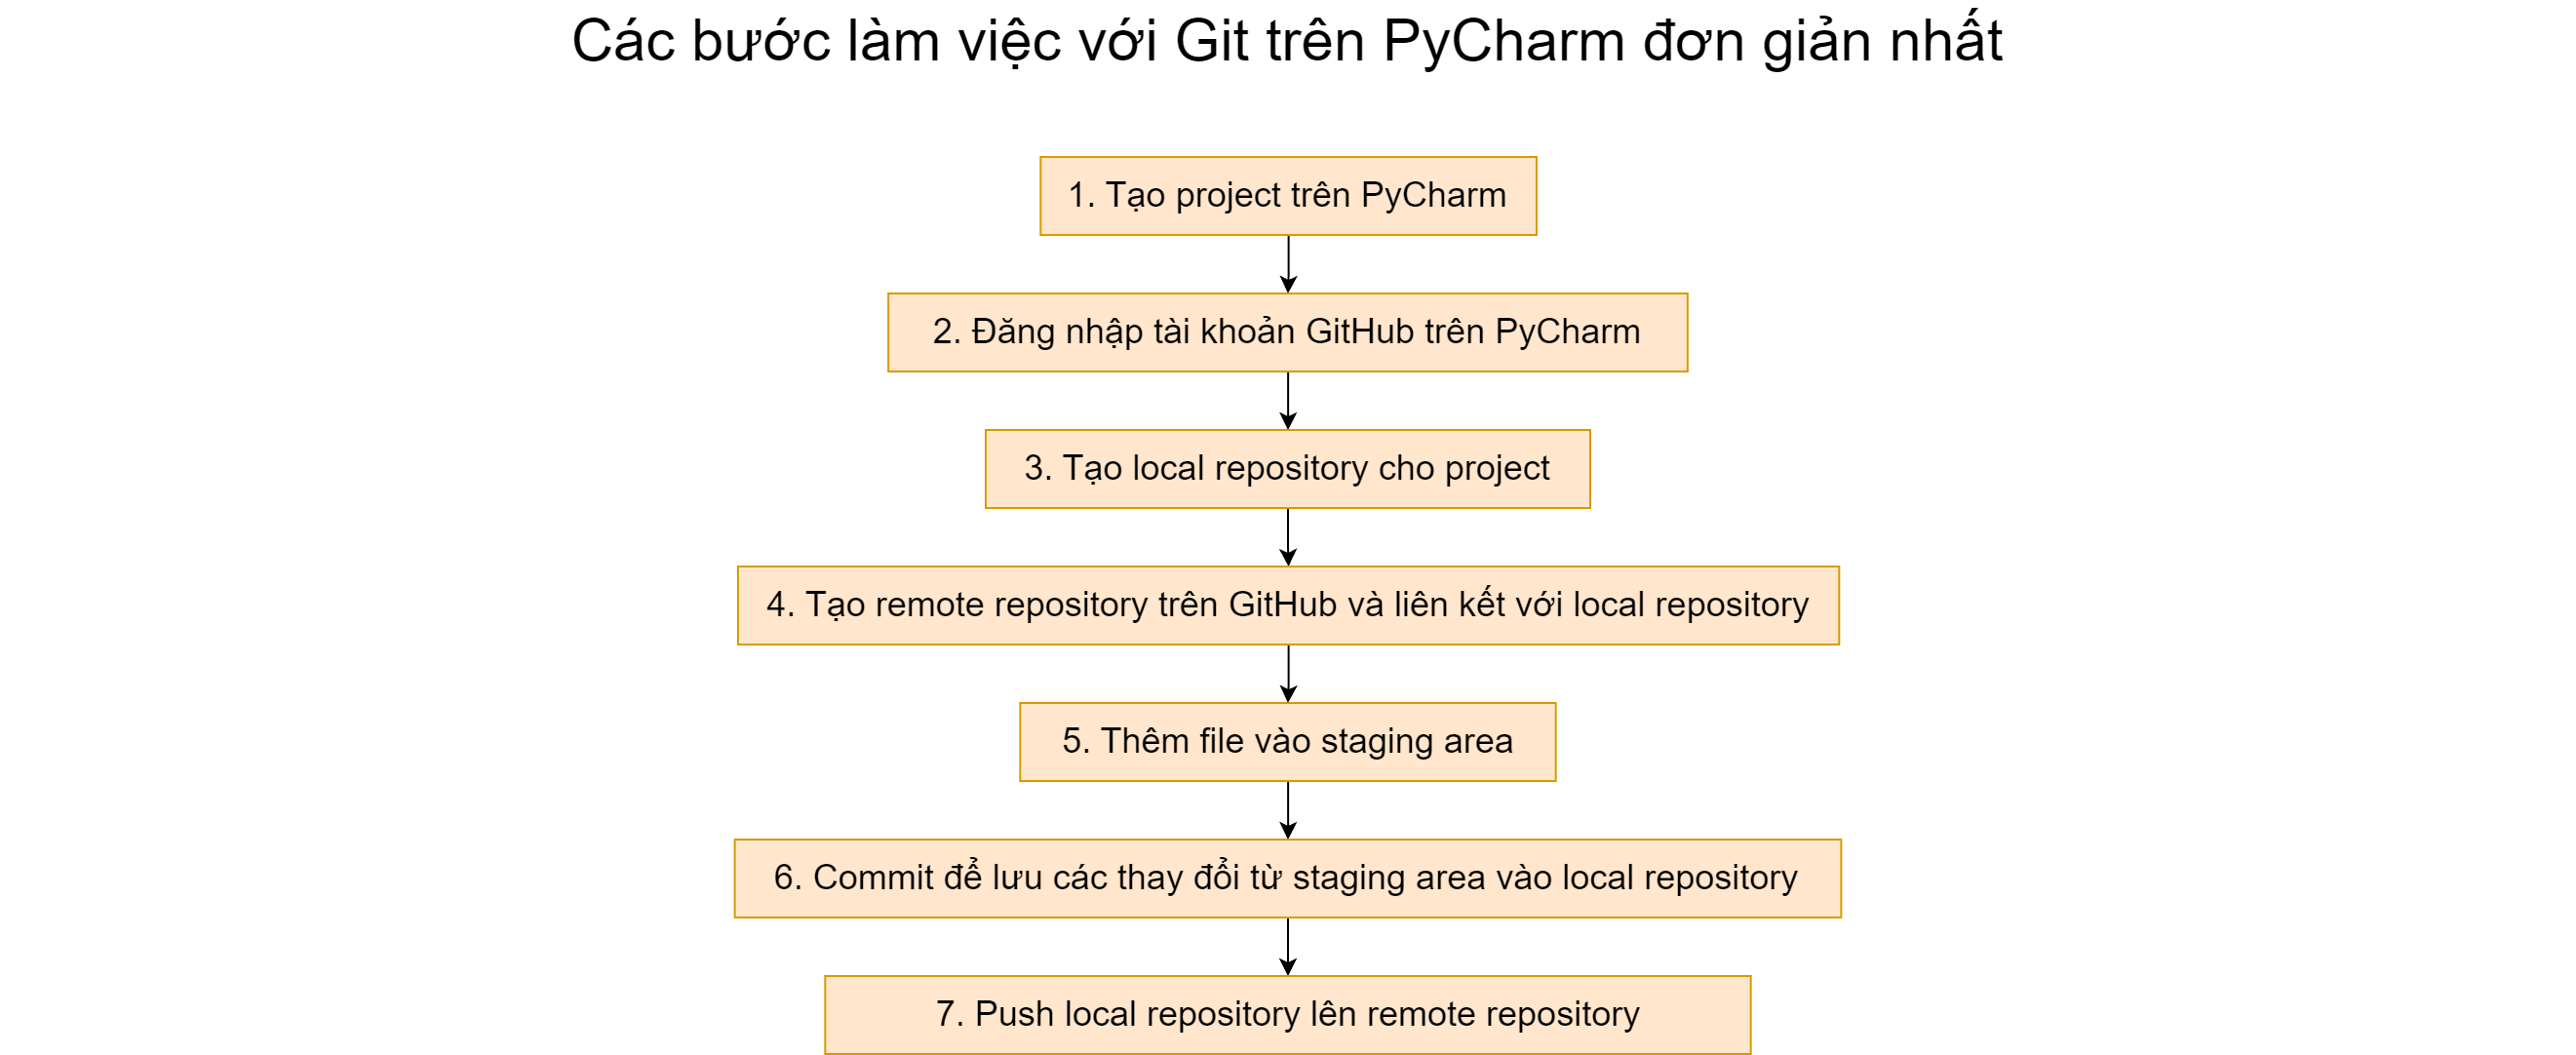 Các bước làm việc với Git trên PyCharm đơn giản nhất
1. Tạo project trên PyCharm
2. Đăng nhập tài khoản GitHub trên PyCharm
3. Tạo local repository cho project
4. Tạo remote repository trên GitHub và liên kết với local repository
5. Thêm file vào staging area
6. Commit để lưu các thay đổi từ staging area vào local repository
7. Push local repository lên remote repository